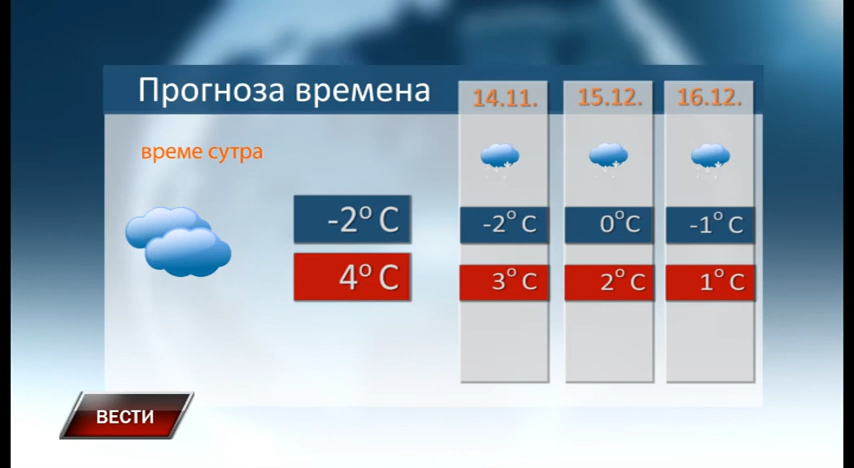 Прогноза времена
време сутра
-2° C
4° C
14.11.
-2° C
3° C
15.12.
0°C
2° C
16.12.
-1° C
1° C
ВЕСТИ